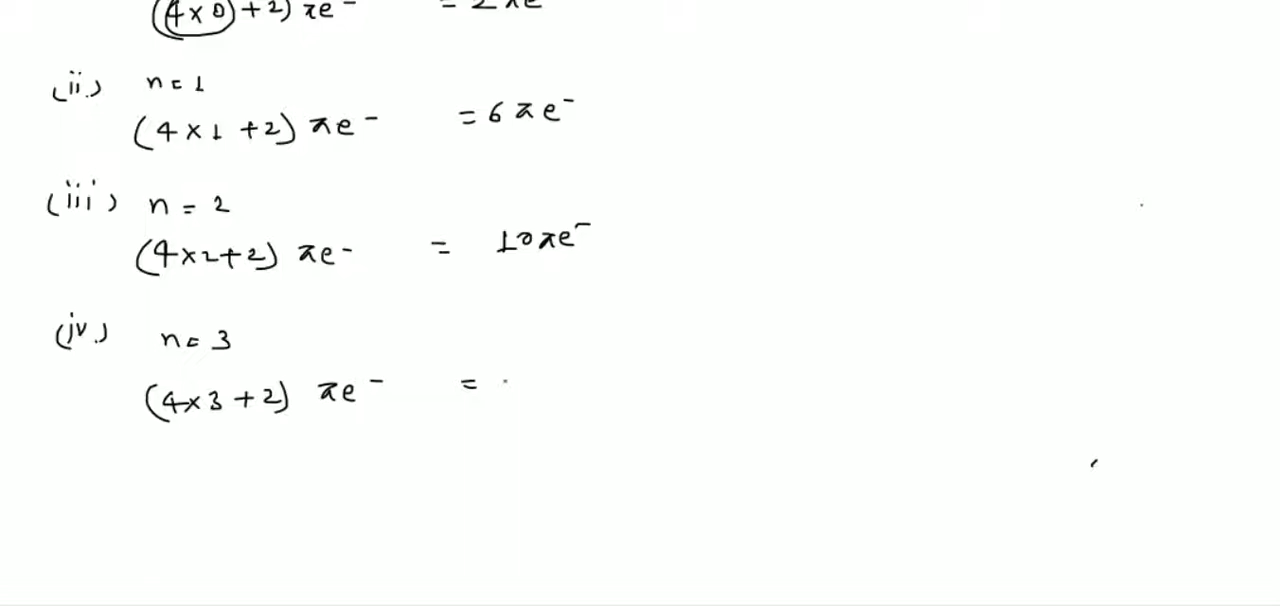 (4×0)+2) πe⁻ = 2πe
(ii.) n = 1
(4×1+2) πe⁻ = 6πe⁻
(iii) n = 2
(4×2+2) πe⁻ = 10πe⁻
(iv.) n = 3
(4×3+2) πe⁻ =